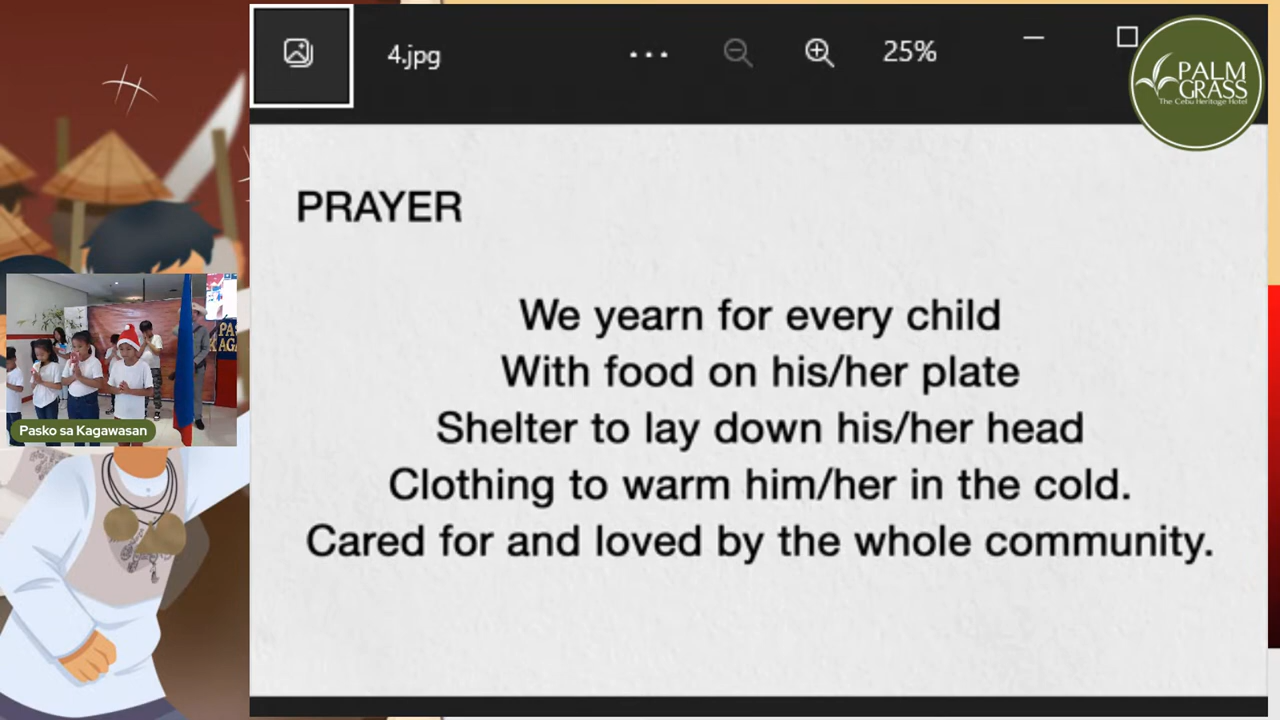 4.jpg
25%
PALM
GRASS
The Cebu Heritage Hotel
PRAYER
We yearn for every child
With food on his/her plate
Shelter to lay down his/her head
Clothing to warm him/her in the cold.
Cared for and loved by the whole community.
Pasko sa Kagawasan